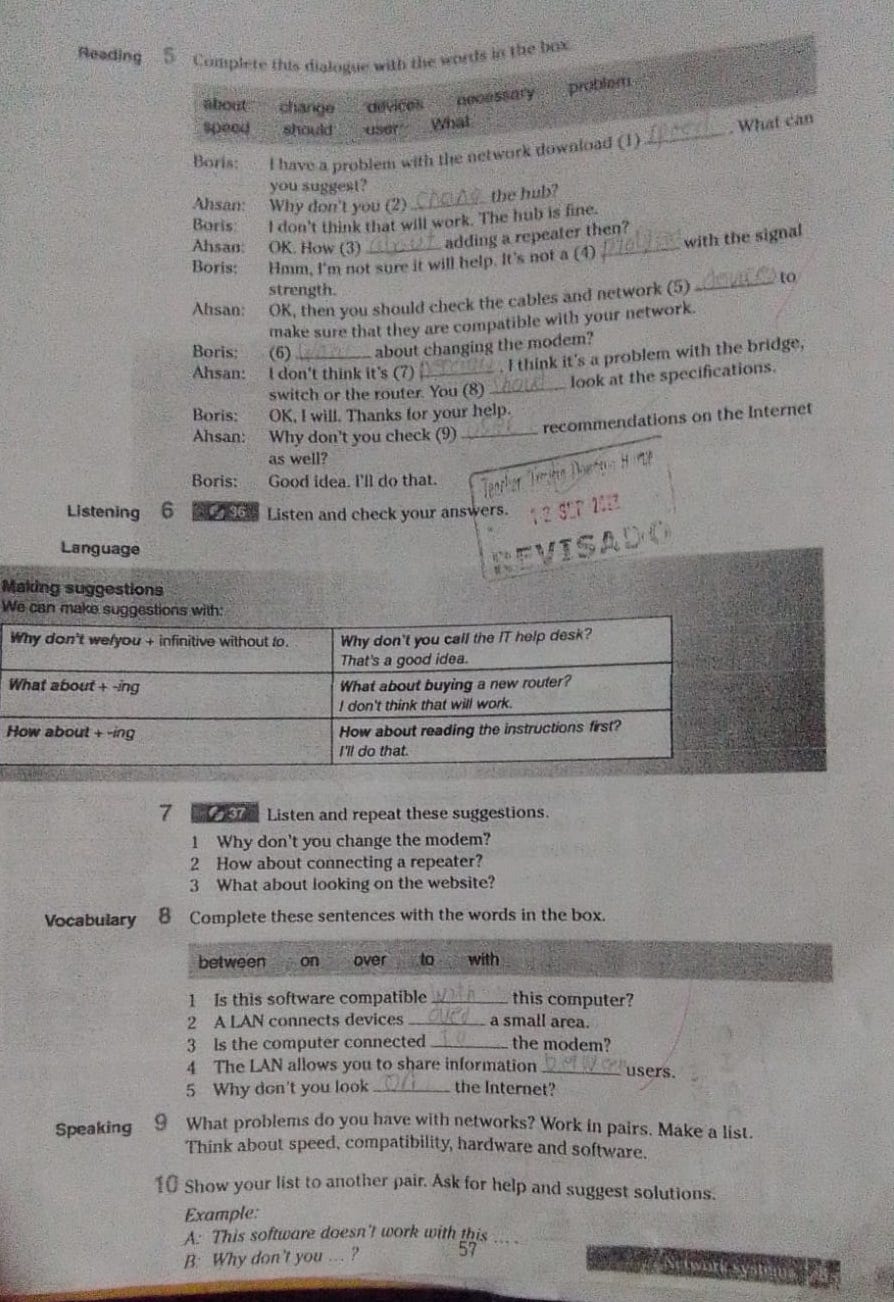 Reading 5 Complete this dialogue with the words in the box.
about change devices necessary problem
speed should user What
Boris: I have a problem with the network download (1) speed . What can
you suggest?
Ahsan: Why don't you (2) chang the hub?
Boris: I don't think that will work. The hub is fine.
Ahsan: OK. How (3) about adding a repeater then?
Boris: Hmm, I'm not sure it will help. It's not a (4) with the signal
strength.
Ahsan: OK, then you should check the cables and network (5) devices to
make sure that they are compatible with your network.
Boris: (6) about changing the modem?
Ahsan: I don't think it's (7) , I think it's a problem with the bridge,
switch or the router. You (8) should look at the specifications.
Boris: OK, I will. Thanks for your help.
Ahsan: Why don't you check (9) user recommendations on the Internet
as well?
Boris: Good idea. I'll do that.
Listening 6 36 Listen and check your answers.
12 SET
REVISADO
Language
Making suggestions
We can make suggestions with:
Why don't we/you + infinitive without to. Why don't you call the IT help desk?
That's a good idea.
What about + -ing What about buying a new router?
I don't think that will work.
How about + -ing How about reading the instructions first?
I'll do that.
7 37 Listen and repeat these suggestions.
1 Why don't you change the modem?
2 How about connecting a repeater?
3 What about looking on the website?
Vocabulary 8 Complete these sentences with the words in the box.
between on over to with
1 Is this software compatible with this computer?
2 A LAN connects devices over a small area.
3 Is the computer connected to the modem?
4 The LAN allows you to share information between users.
5 Why don't you look on the Internet?
Speaking 9 What problems do you have with networks? Work in pairs. Make a list.
Think about speed, compatibility, hardware and software.
10 Show your list to another pair. Ask for help and suggest solutions.
Example:
A: This software doesn't work with this ... .
B: Why don't you ... ?
57
Network systems